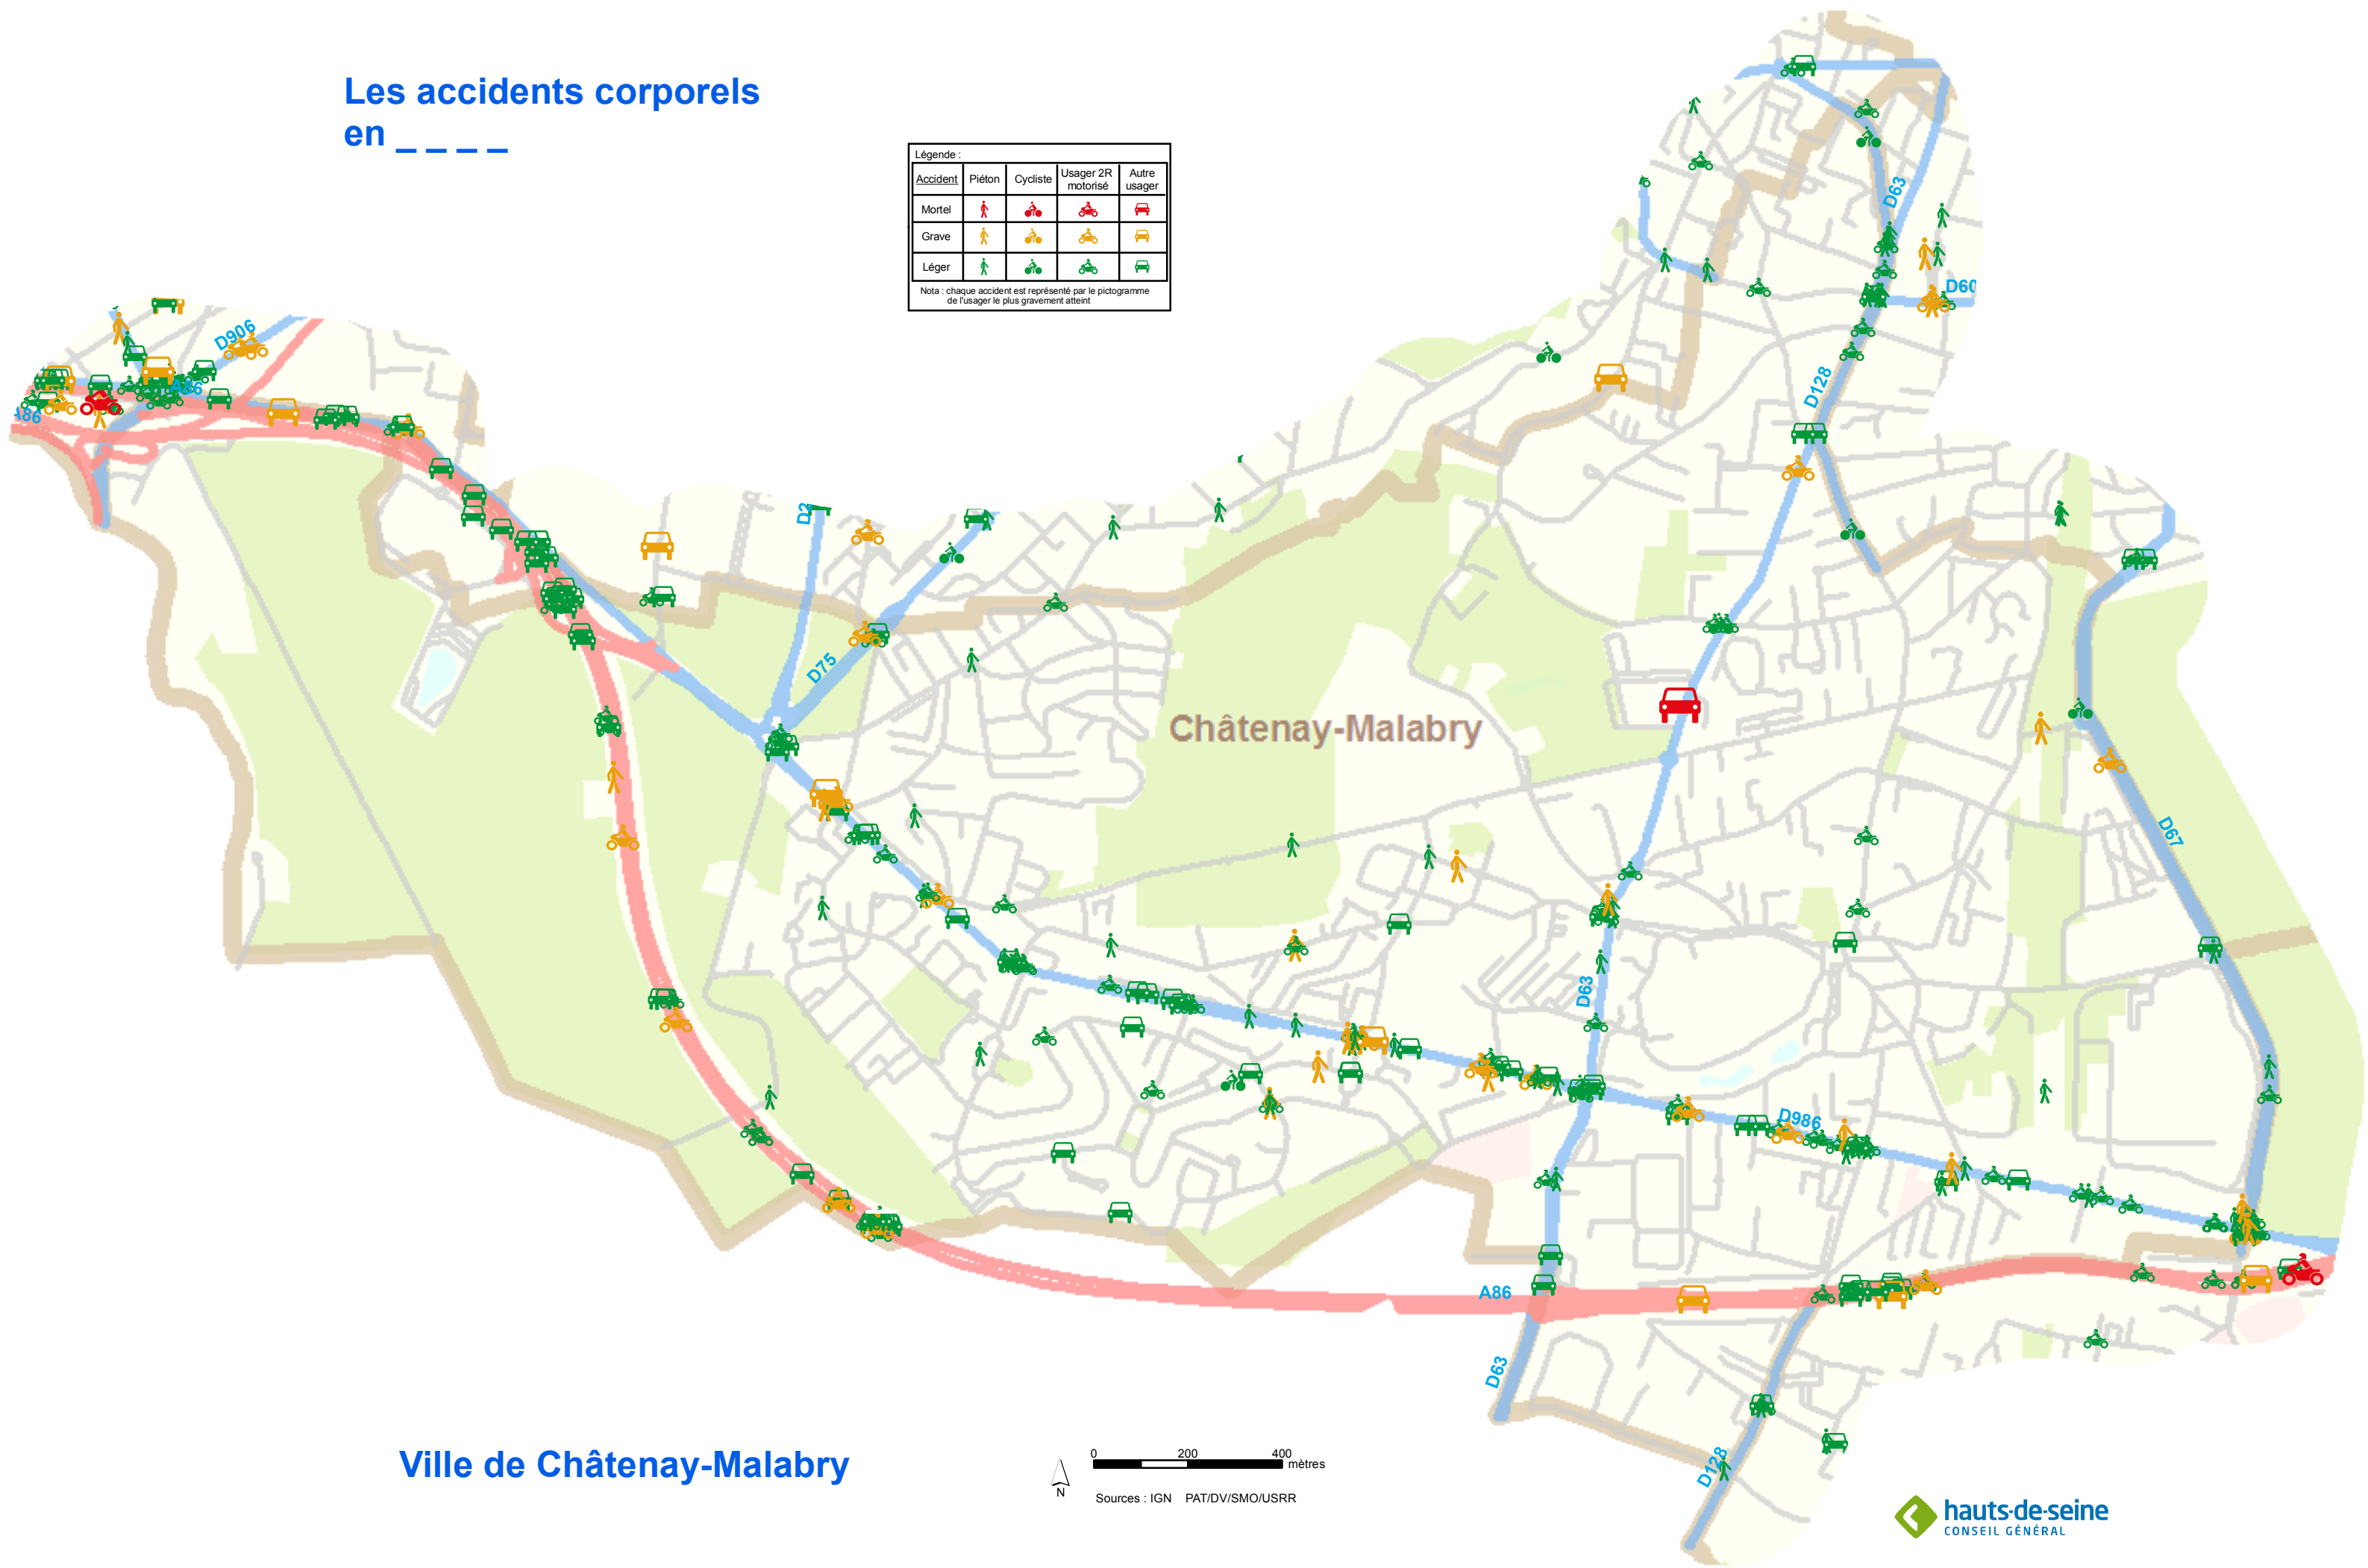 Les accidents corporels
en _ _ _ _
Légende :
Accident Piéton Cycliste Usager 2R motorisé Autre usager
Mortel
Grave
Léger
Nota : chaque accident est représenté par le pictogramme
de l'usager le plus gravement atteint
D63
D60
D906
A86
A86
D128
D2
D75
Châtenay-Malabry
D67
D63
D986
A86
D63
D128
Ville de Châtenay-Malabry
0 200 400
mètres
N
Sources : IGN PAT/DV/SMO/USRR
hauts-de-seine
CONSEIL GÉNÉRAL